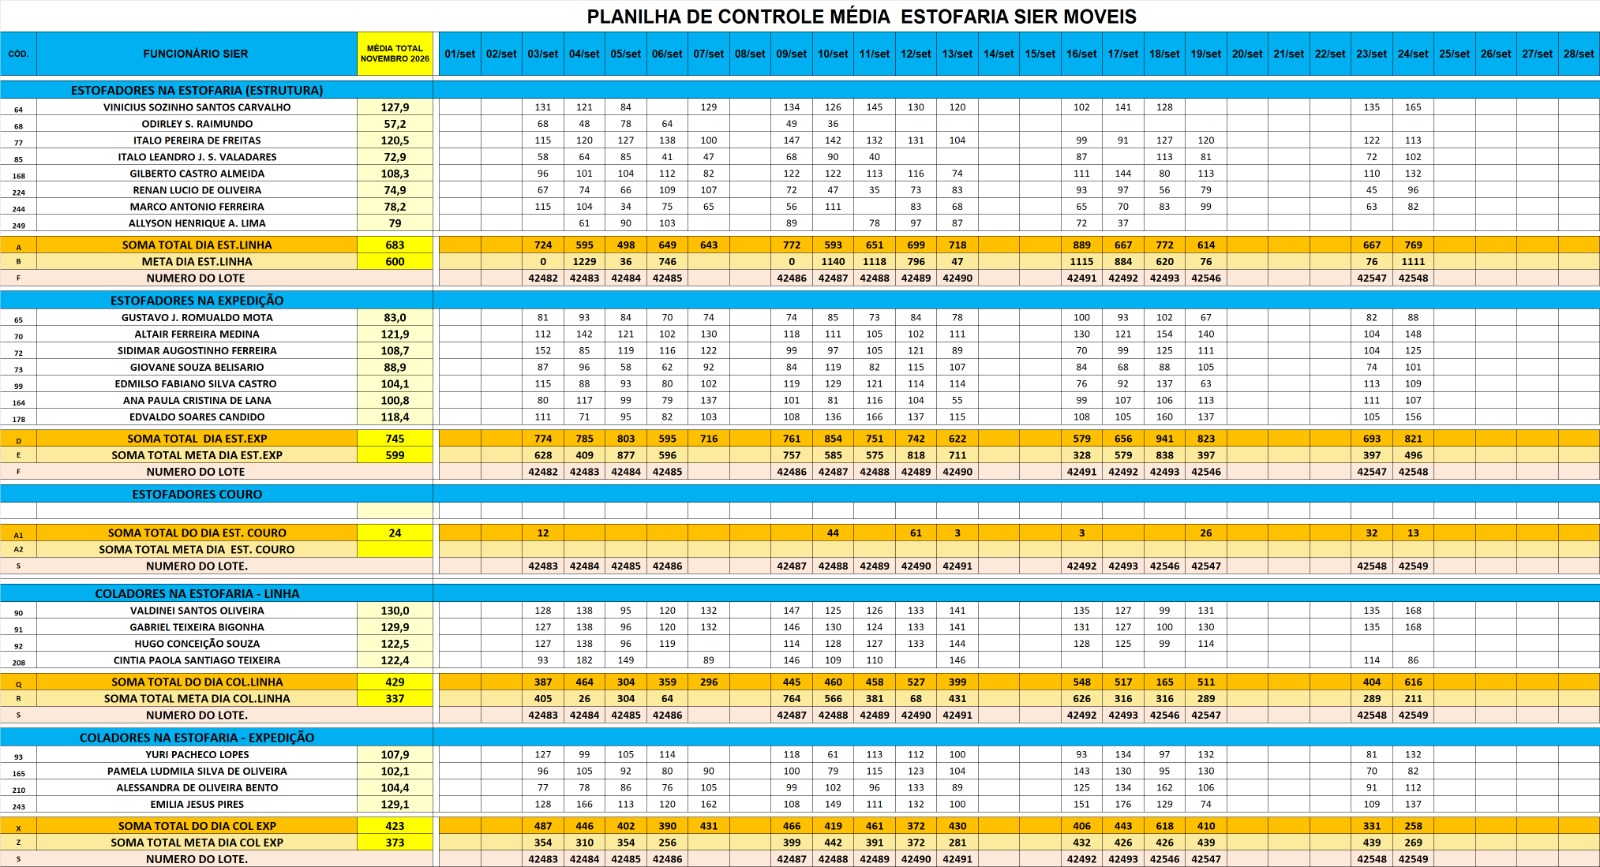 PLANILHA DE CONTROLE MÉDIA  ESTOFARIA SIER MOVEIS
CÓD. FUNCIONÁRIO SIER MÉDIA TOTAL NOVEMBRO 2026 01/set 02/set 03/set 04/set 05/set 06/set 07/set 08/set 09/set 10/set 11/set 12/set 13/set 14/set 15/set 16/set 17/set 18/set 19/set 20/set 21/set 22/set 23/set 24/set 25/set 26/set 27/set 28/set
ESTOFADORES NA ESTOFARIA (ESTRUTURA)
64 VINICIUS SOZINHO SANTOS CARVALHO 127,9 131 121 84 129 134 126 145 130 120 102 141 128 135 165
68 ODIRLEY S. RAIMUNDO 57,2 68 48 78 64 49 36
77 ITALO PEREIRA DE FREITAS 120,5 115 120 127 138 100 147 142 132 131 104 99 91 127 120 122 113
85 ITALO LEANDRO J. S. VALADARES 72,9 58 64 85 41 47 68 90 40 87 113 81 72 102
168 GILBERTO CASTRO ALMEIDA 108,3 96 101 104 112 82 122 122 113 116 74 111 144 80 113 110 132
224 RENAN LUCIO DE OLIVEIRA 74,9 67 74 66 109 107 72 47 35 73 83 93 97 56 79 45 96
244 MARCO ANTONIO FERREIRA 78,2 115 104 34 75 65 56 111 83 68 65 70 83 99 63 82
249 ALLYSON HENRIQUE A. LIMA 79 61 90 103 89 78 97 87 72 37
A SOMA TOTAL DIA EST.LINHA 683 724 595 498 649 643 772 593 651 699 718 889 667 772 614 667 769
B META DIA EST.LINHA 600 0 1229 36 746 0 1140 1118 796 47 1115 884 620 76 76 1111
F NUMERO DO LOTE 42482 42483 42484 42485 42486 42487 42488 42489 42490 42491 42492 42493 42546 42547 42548
ESTOFADORES NA EXPEDIÇÃO
65 GUSTAVO J. ROMUALDO MOTA 83,0 81 93 84 70 74 74 85 73 84 78 100 93 102 67 82 88
70 ALTAIR FERREIRA MEDINA 121,9 112 142 121 102 130 118 111 105 102 111 130 121 154 140 104 148
72 SIDIMAR AUGOSTINHO FERREIRA 108,7 152 85 119 116 122 99 97 105 121 89 70 99 125 111 104 125
73 GIOVANE SOUZA BELISARIO 88,9 87 96 58 62 92 84 119 82 115 107 84 68 88 105 74 101
99 EDMILSO FABIANO SILVA CASTRO 104,1 115 88 93 80 102 119 129 121 114 114 76 92 137 63 113 109
164 ANA PAULA CRISTINA DE LANA 100,8 80 117 99 79 137 101 81 116 104 55 99 107 106 113 111 107
178 EDVALDO SOARES CANDIDO 118,4 111 71 95 82 103 108 136 166 137 115 108 105 160 137 105 156
D SOMA TOTAL  DIA EST.EXP 745 774 785 803 595 716 761 854 751 742 622 579 656 941 823 693 821
E SOMA TOTAL META DIA EST.EXP 599 628 409 877 596 757 585 575 818 711 328 579 838 397 397 496
F NUMERO DO LOTE 42482 42483 42484 42485 42486 42487 42488 42489 42490 42491 42492 42493 42546 42547 42548
ESTOFADORES COURO
A1 SOMA TOTAL DO DIA EST. COURO 24 12 44 61 3 3 26 32 13
A2 SOMA TOTAL META DIA  EST. COURO
S NUMERO DO LOTE. 42483 42484 42485 42486 42487 42488 42489 42490 42491 42492 42493 42546 42547 42548 42549
COLADORES NA ESTOFARIA - LINHA
90 VALDINEI SANTOS OLIVEIRA 130,0 128 138 95 120 132 147 125 126 133 141 135 127 99 131 135 168
91 GABRIEL TEIXEIRA BIGONHA 129,9 127 138 96 120 132 146 130 124 133 141 131 127 100 130 135 168
92 HUGO CONCEIÇÃO SOUZA 122,5 127 138 96 119 114 128 127 133 144 128 125 99 114
208 CINTIA PAOLA SANTIAGO TEIXEIRA 122,4 93 182 149 89 146 109 110 146 114 86
Q SOMA TOTAL DO DIA COL.LINHA 429 387 464 304 359 296 445 460 458 527 399 548 517 165 511 404 616
R SOMA TOTAL META DIA COL.LINHA 337 405 26 304 64 764 566 381 68 431 626 316 316 289 289 211
S NUMERO DO LOTE. 42483 42484 42485 42486 42487 42488 42489 42490 42491 42492 42493 42546 42547 42548 42549
COLADORES NA ESTOFARIA - EXPEDIÇÃO
93 YURI PACHECO LOPES 107,9 127 99 105 114 118 61 113 112 100 93 134 97 132 81 132
165 PAMELA LUDMILA SILVA DE OLIVEIRA 102,1 96 105 92 80 90 100 79 115 123 104 143 130 95 130 70 82
210 ALESSANDRA DE OLIVEIRA BENTO 104,4 77 78 86 76 105 99 102 96 133 89 125 134 162 106 91 112
243 EMILIA JESUS PIRES 129,1 128 166 113 120 162 108 149 111 132 100 151 176 129 74 109 137
X SOMA TOTAL DO DIA COL EXP 423 487 446 402 390 431 466 419 461 372 430 406 443 618 410 331 258
Z SOMA TOTAL META DIA COL EXP 373 354 310 354 256 399 442 391 372 281 432 426 426 439 439 269
S NUMERO DO LOTE. 42483 42484 42485 42486 42487 42488 42489 42490 42491 42492 42493 42546 42547 42548 42549